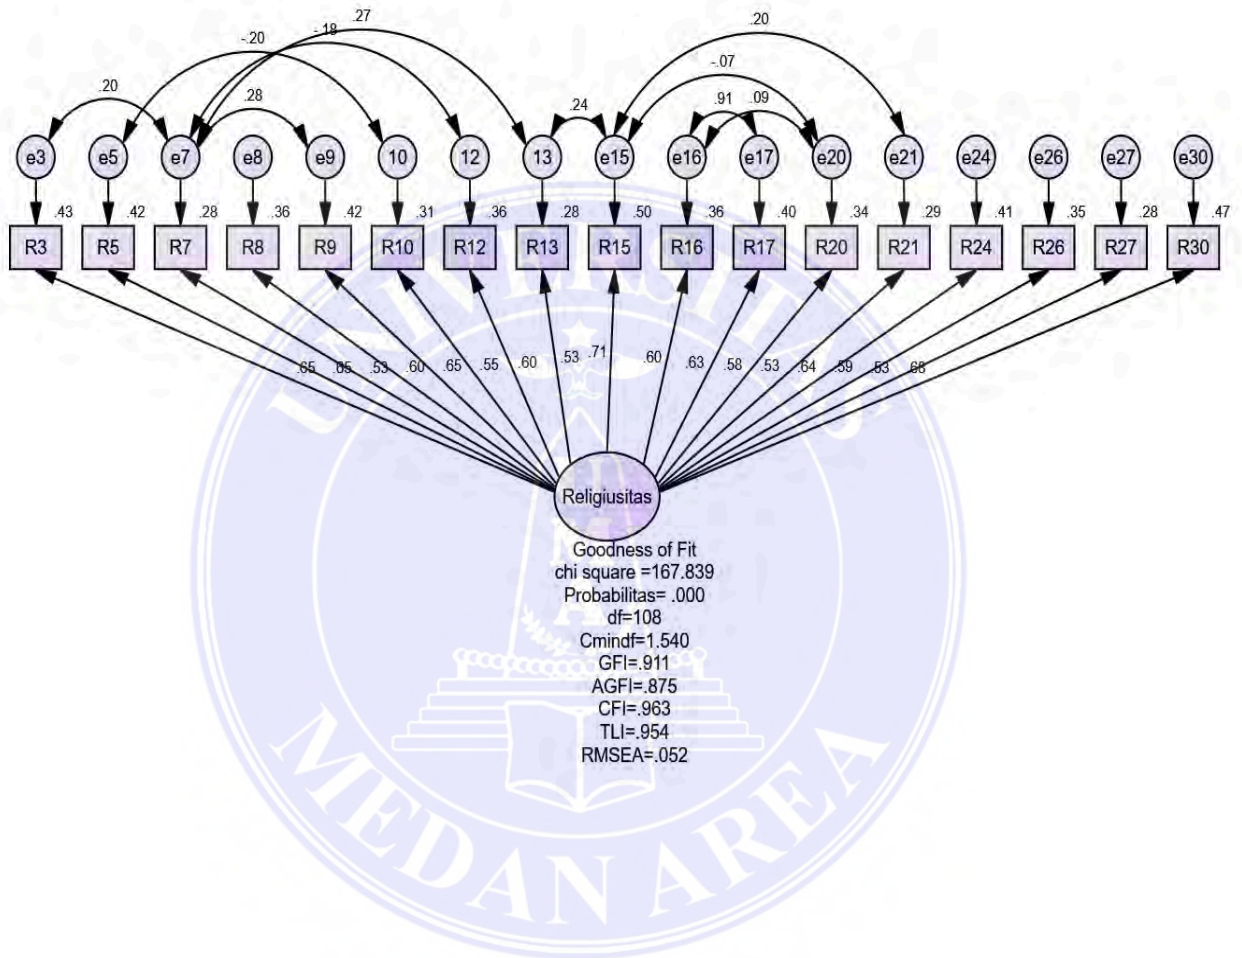 .27
-.20
-.18
.20
.20
-.07
.28
.24
.91
.09
e3 e5 e7 e8 e9 10 12 13 e15 e16 e17 e20 e21 e24 e26 e27 e30
.43 .42 .28 .36 .42 .31 .36 .28 .50 .36 .40 .34 .29 .41 .35 .28 .47
R3 R5 R7 R8 R9 R10 R12 R13 R15 R16 R17 R20 R21 R24 R26 R27 R30
.65 .65 .53 .60 .65 .55 .60 .53 .71 .60 .63 .58 .53 .64 .59 .53 .68
Religiusitas
Goodness of Fit
chi square =167.839
Probabilitas= .000
df=108
Cmindf=1.540
GFI=.911
AGFI=.875
CFI=.963
TLI=.954
RMSEA=.052
UNIVERSITAS
MEDAN AREA